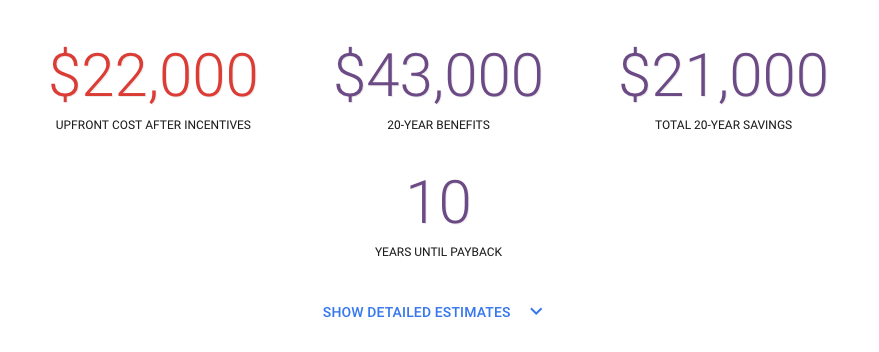 $22,000 $43,000 $21,000
UPFRONT COST AFTER INCENTIVES 20-YEAR BENEFITS TOTAL 20-YEAR SAVINGS
10
YEARS UNTIL PAYBACK
SHOW DETAILED ESTIMATES